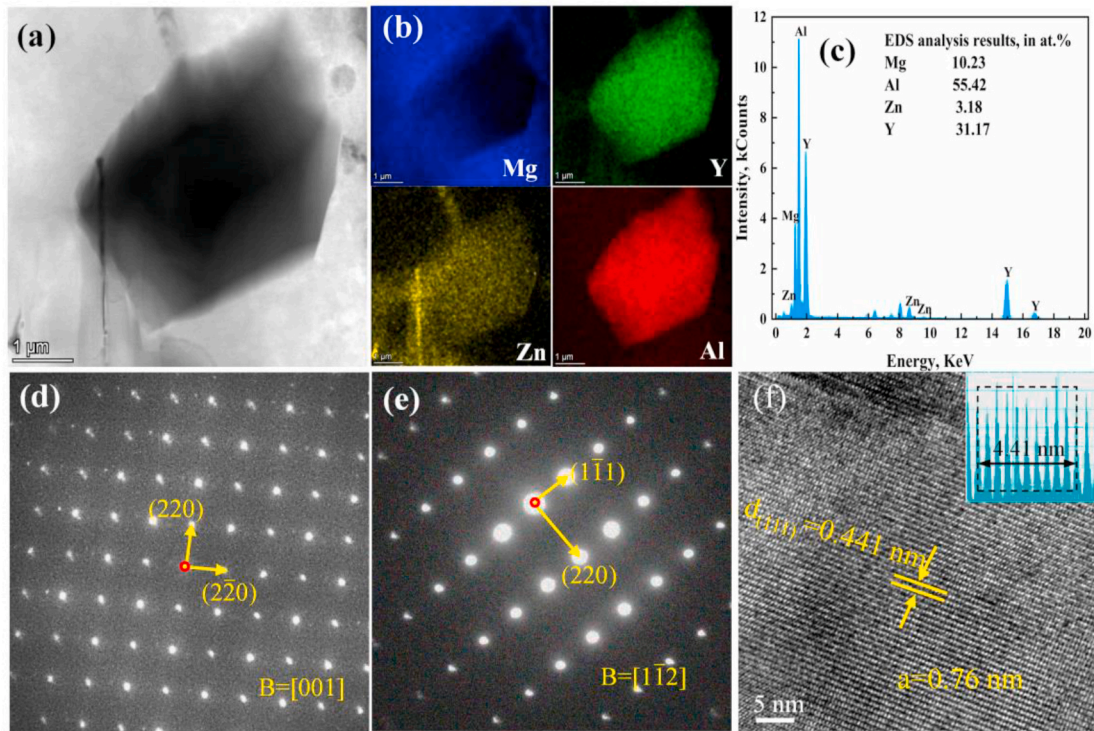 (a)
1 μm
(b)
Mg
1 μm
Y
1 μm
Zn
1 μm
Al
1 μm
(c)
EDS analysis results, in at.%
Mg 10.23
Al 55.42
Zn 3.18
Y 31.17
Intensity, kCounts
12
10
8
6
4
2
0
Al
Y
Mg
Zn
Zn
Zn
Y
Y
0 2 4 6 8 10 12 14 16 18 20
Energy, KeV
(d)
(220)
(22̅0)
B=[001]
(e)
(11̅1)
(220)
B=[11̅2]
(f)
4.41 nm
d(111)=0.441 nm
a=0.76 nm
5 nm